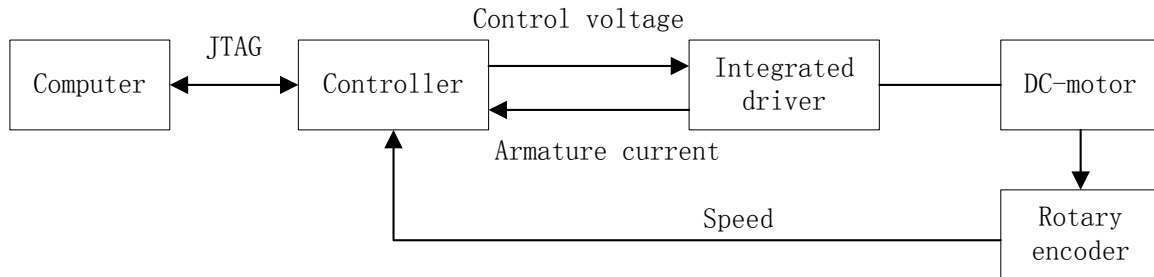 Control voltage
JTAG
Computer
Controller
Integrated
driver
DC-motor
Armature current
Speed
Rotary
encoder